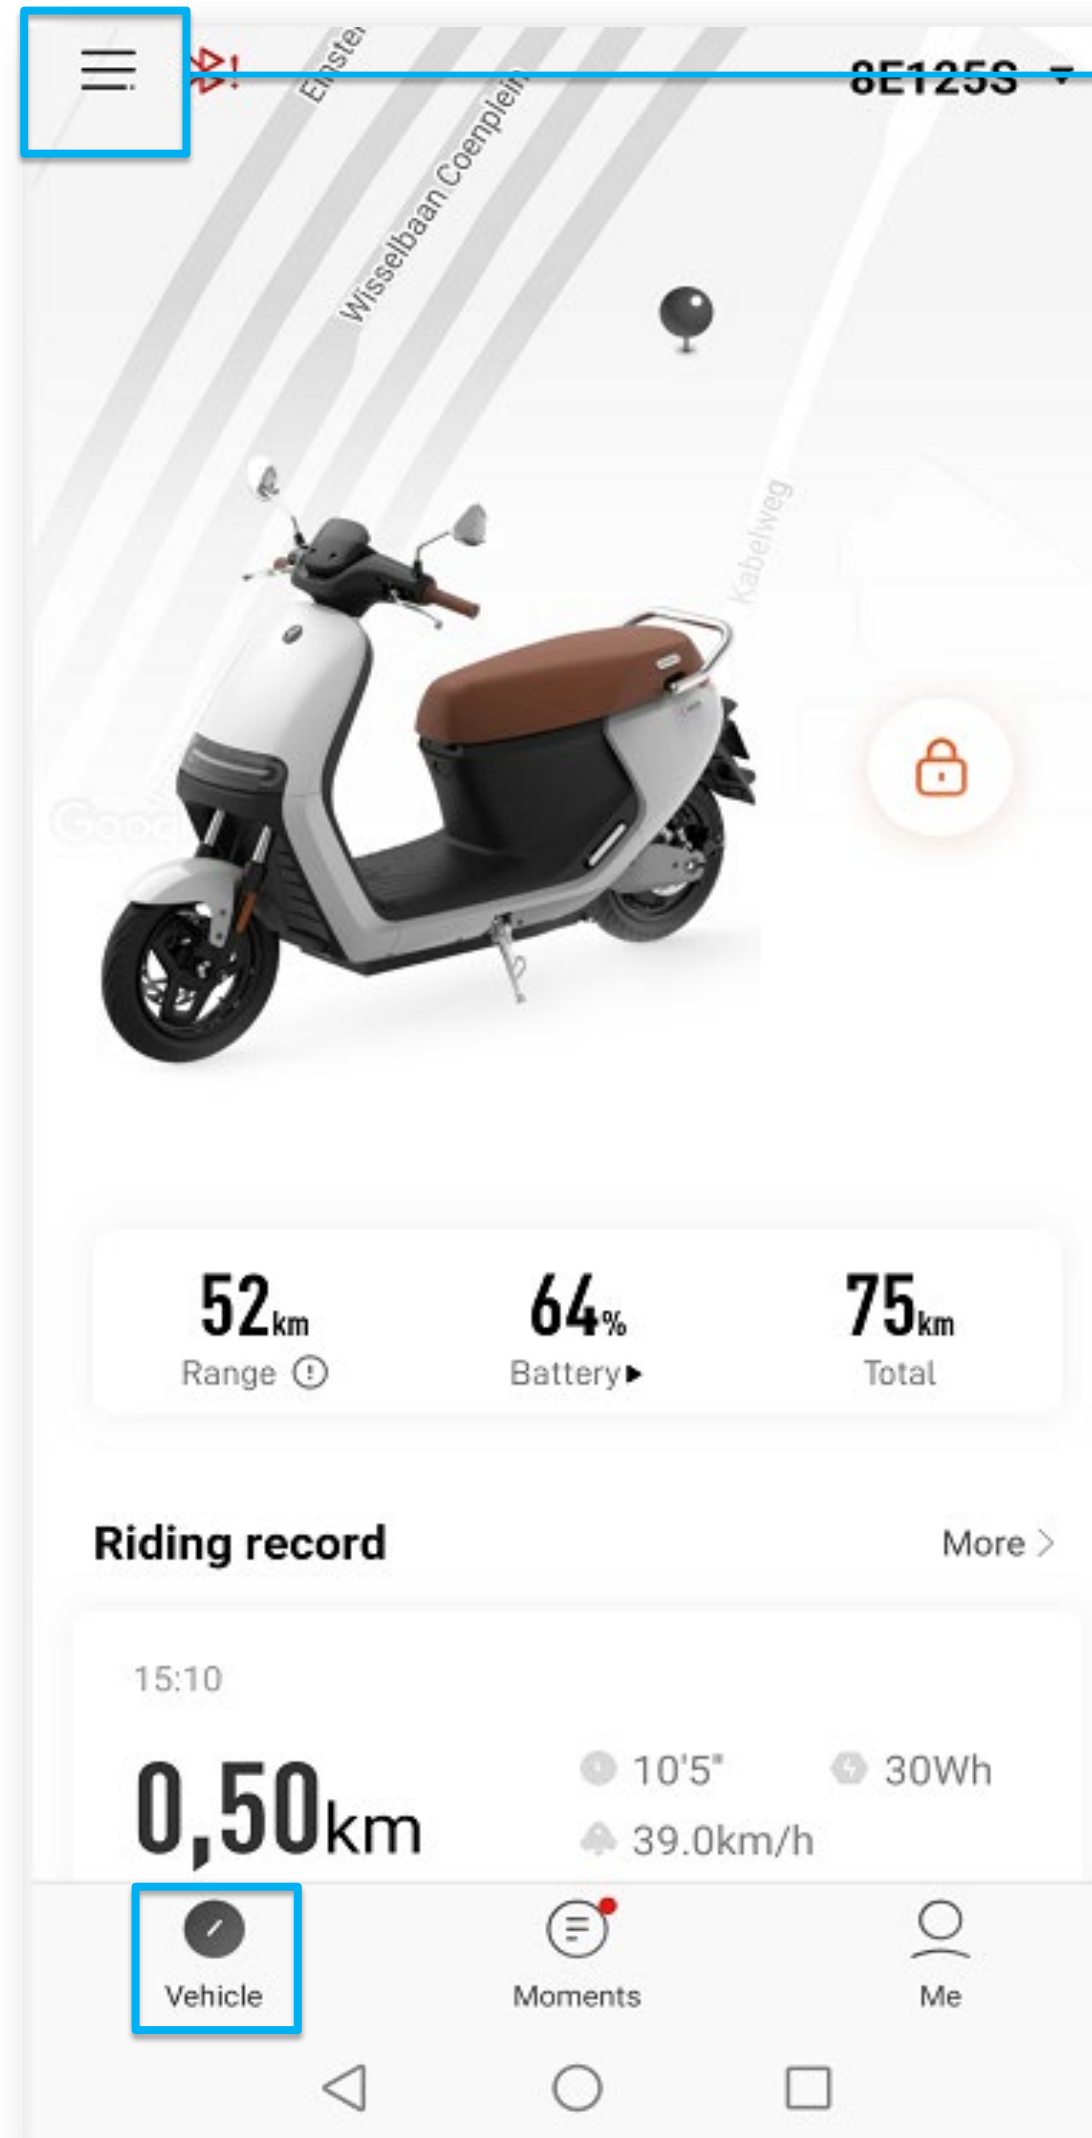 Einste
8E125S
Wisselbaan Coenplein
Kabelweg
52km
64%
75km
Range
Battery
Total
Riding record
More
15:10
10'5"
30Wh
0,50km
39.0km/h
Vehicle
Moments
Me